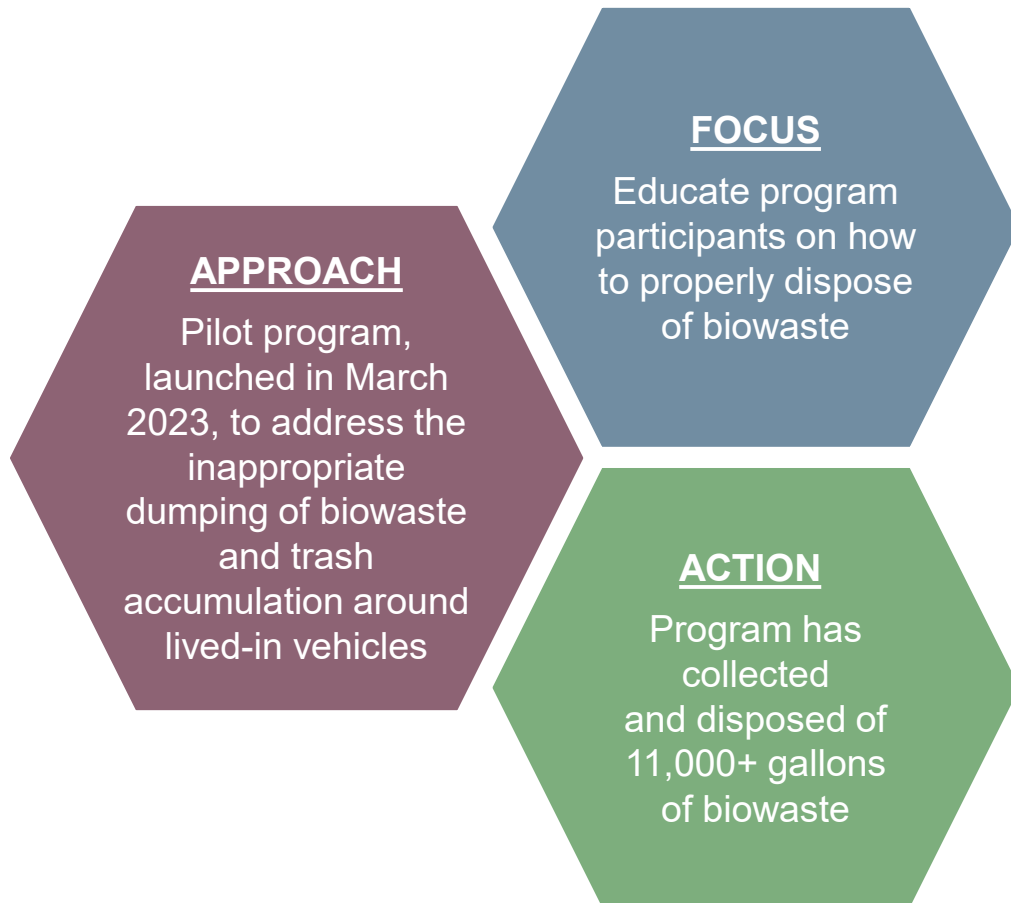 APPROACH
Pilot program,
launched in March
2023, to address the
inappropriate
dumping of biowaste
and trash
accumulation around
lived-in vehicles
FOCUS
Educate program
participants on how
to properly dispose
of biowaste
ACTION
Program has
collected
and disposed of
11,000+ gallons
of biowaste